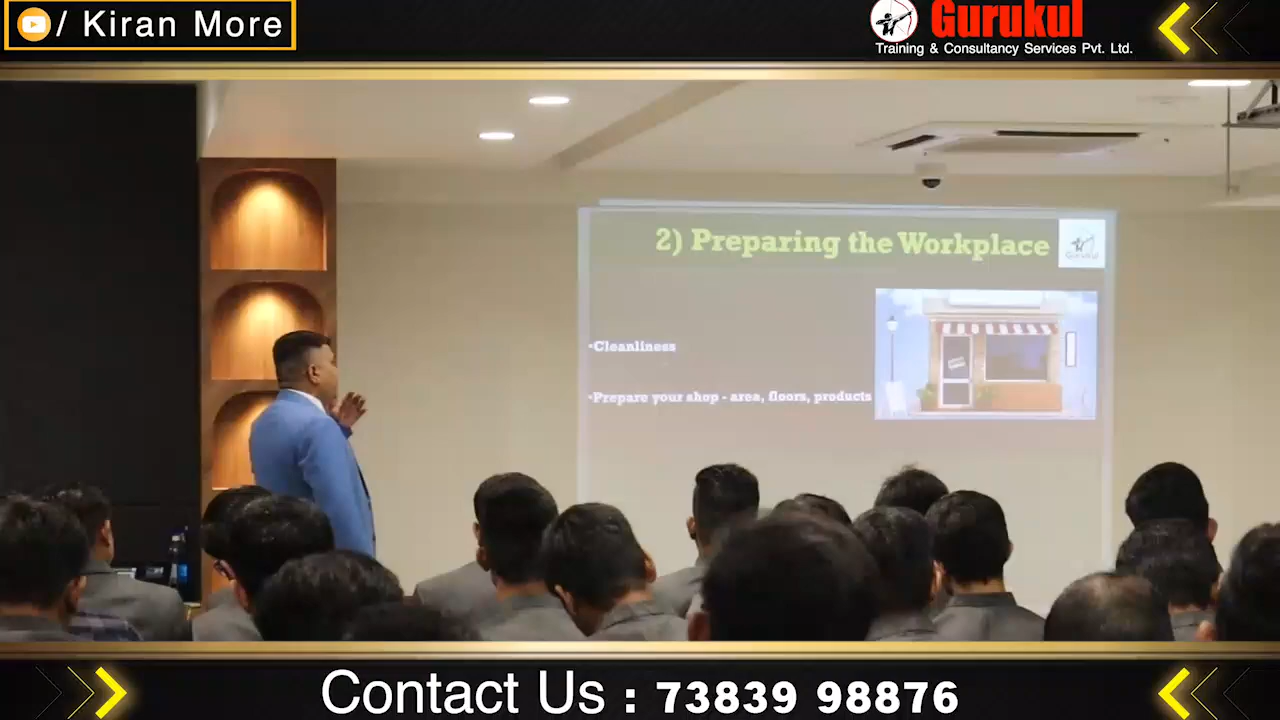 / Kiran More
Gurukul
Training & Consultancy Services Pvt. Ltd.
2) Preparing the Workplace
Gurukul
•Cleanliness
•Prepare your shop - area, floors, products
Contact Us : 73839 98876